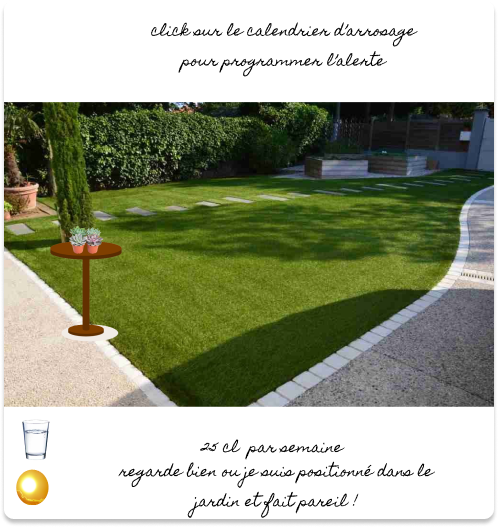 click sur le calendrier d'arrosage
pour programmer l'alerte
25 cl par semaine
regarde bien ou je suis positionné dans le
jardin et fait pareil !